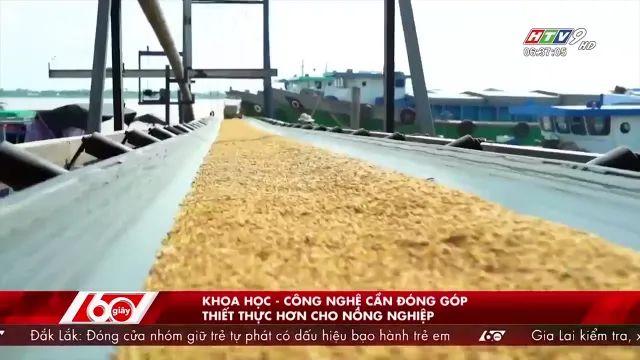 HTV9 HD
06:37:05
KHOA HỌC - CÔNG NGHỆ CẦN ĐÓNG GÓP
THIẾT THỰC HƠN CHO NÔNG NGHIỆP
60 giây
Đắk Lắk: Đóng cửa nhóm giữ trẻ tự phát có dấu hiệu bạo hành trẻ em 60 Gia Lai kiểm tra, x